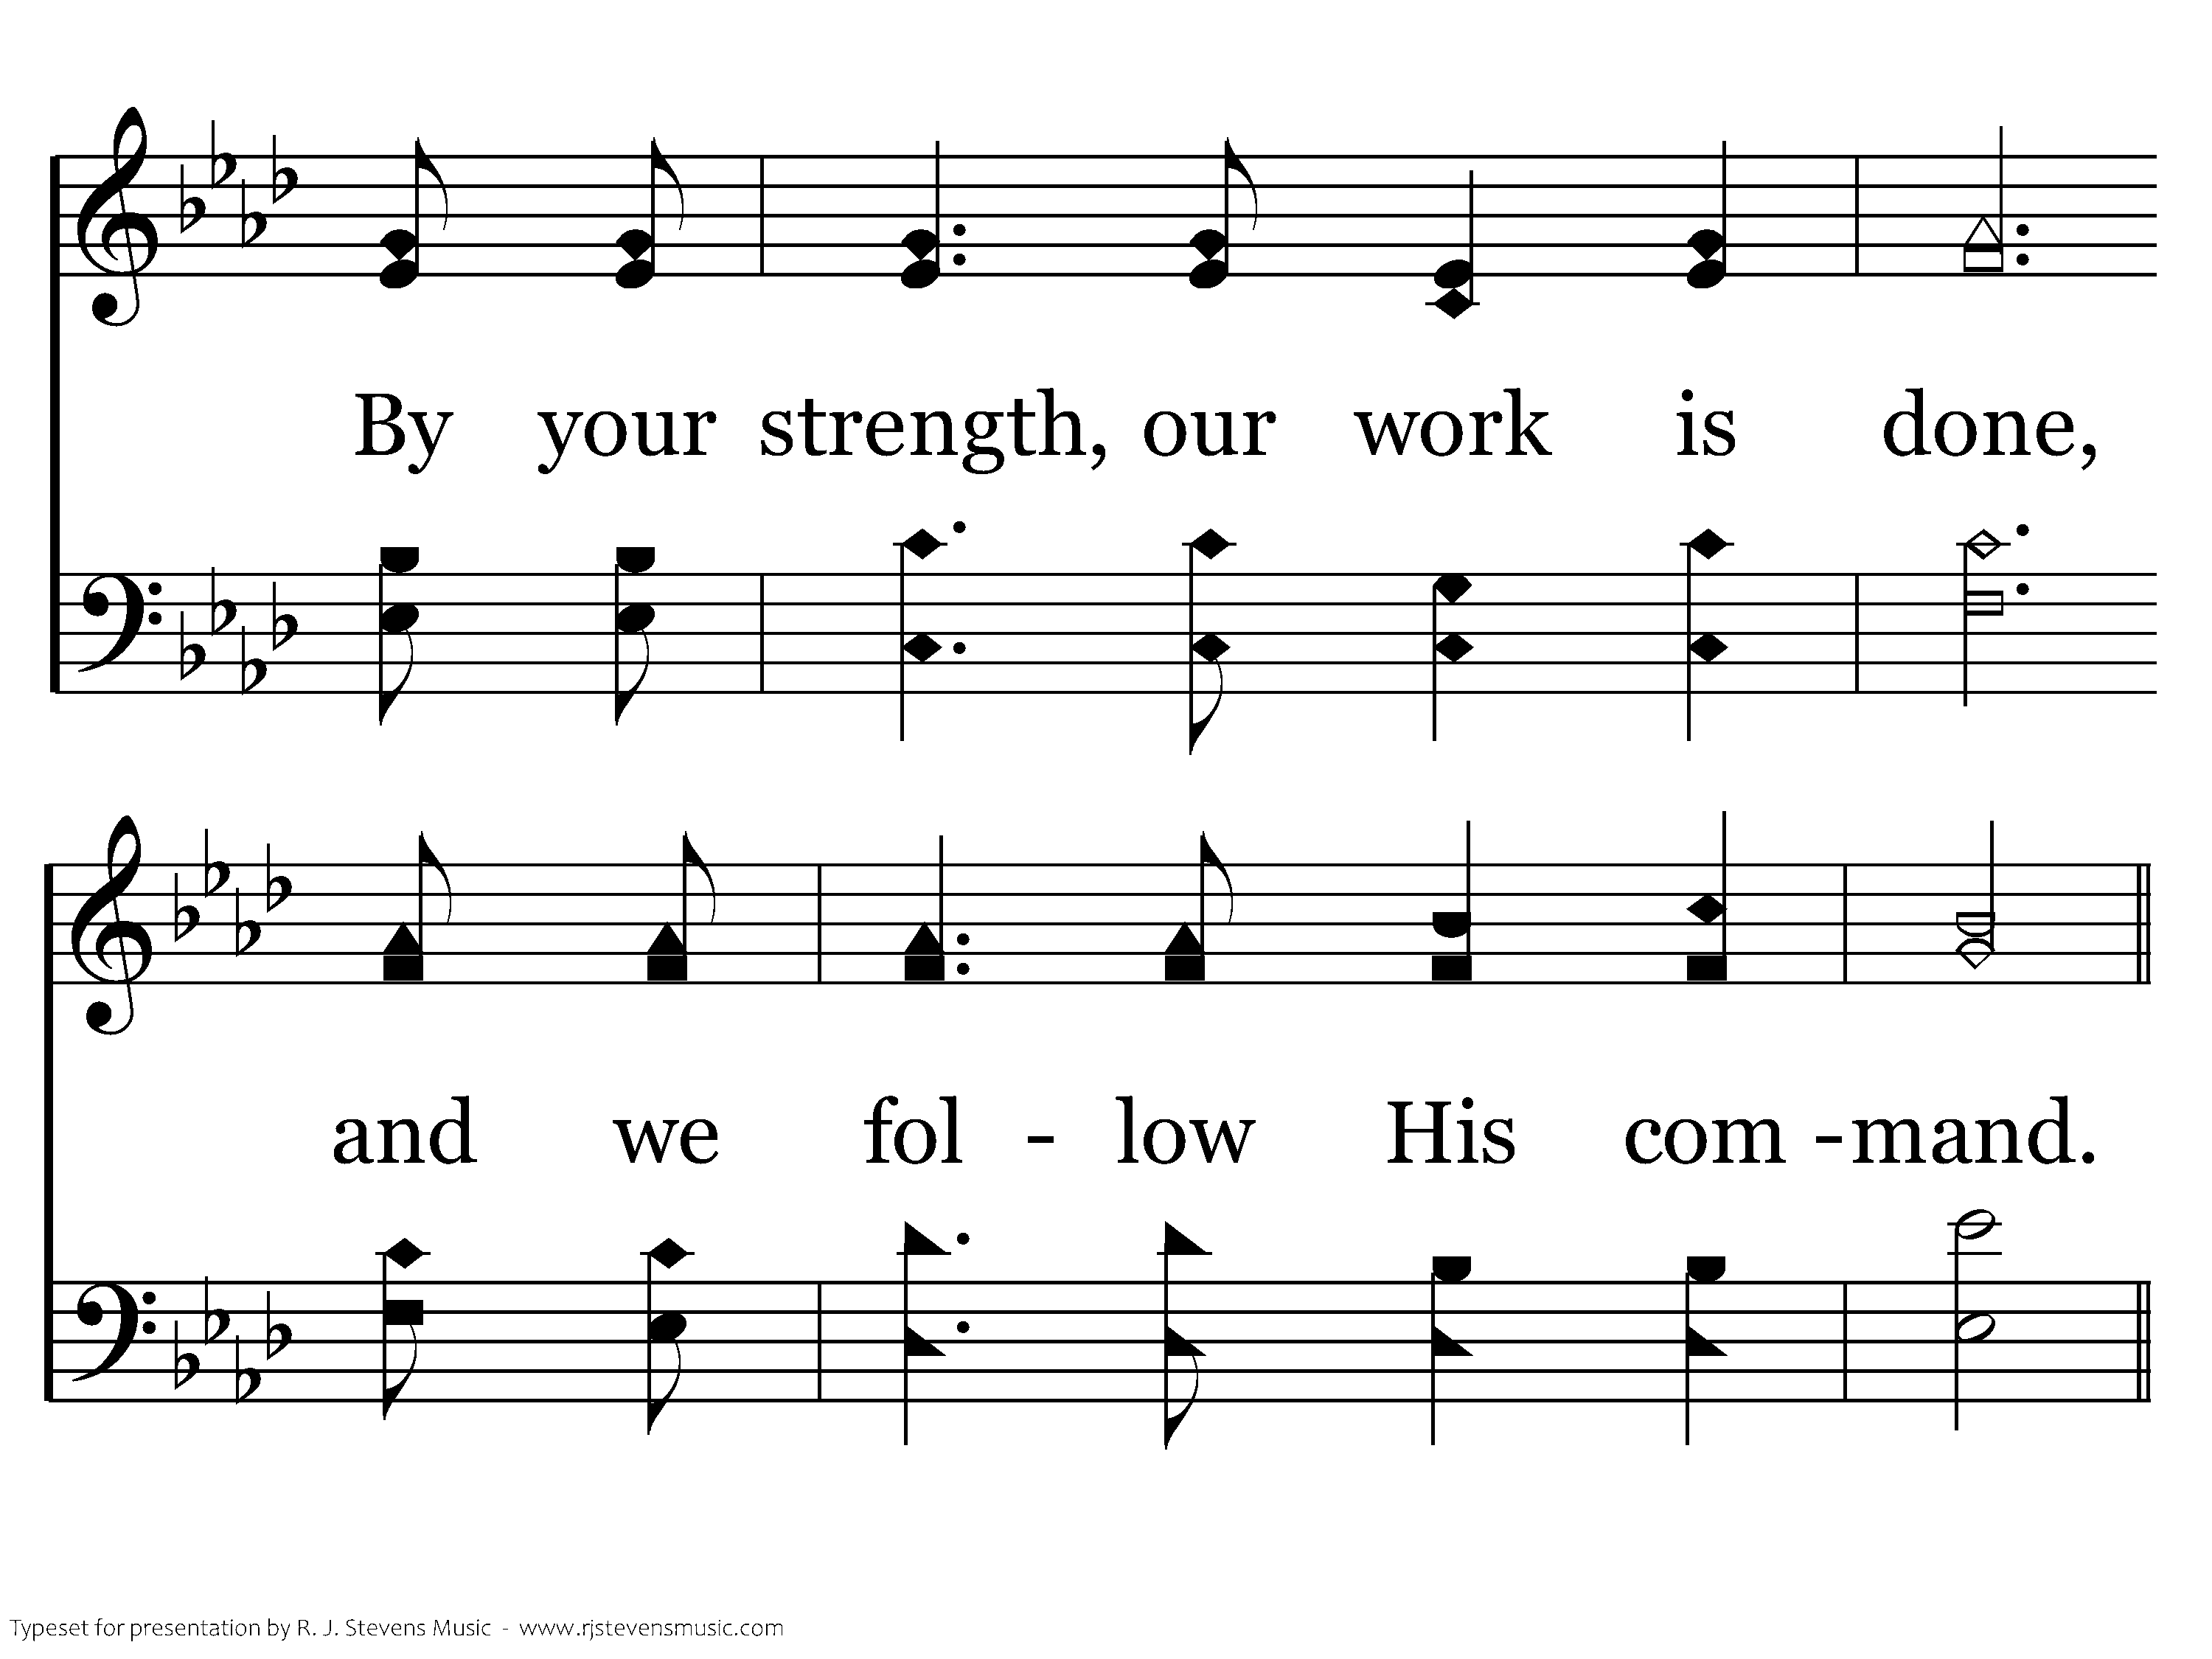 By your strength, our work is done,
and we fol - low His com - mand.
Typeset for presentation by R. J. Stevens Music - www.rjstevensmusic.com